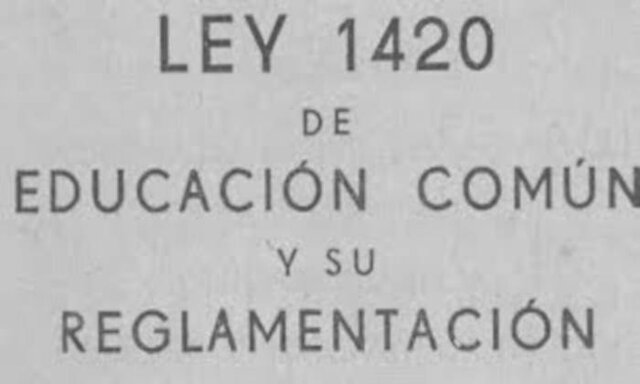 LEY 1420
DE
EDUCACIÓN COMÚN
Y SU
REGLAMENTACIÓN